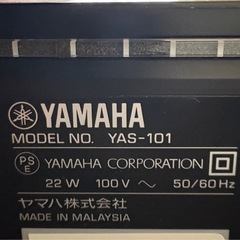 YAMAHA
MODEL NO. YAS-101
PS E YAMAHA CORPORATION
22 W 100 V ～ 50/60 Hz
ヤマハ株式会社
MADE IN MALAYSIA